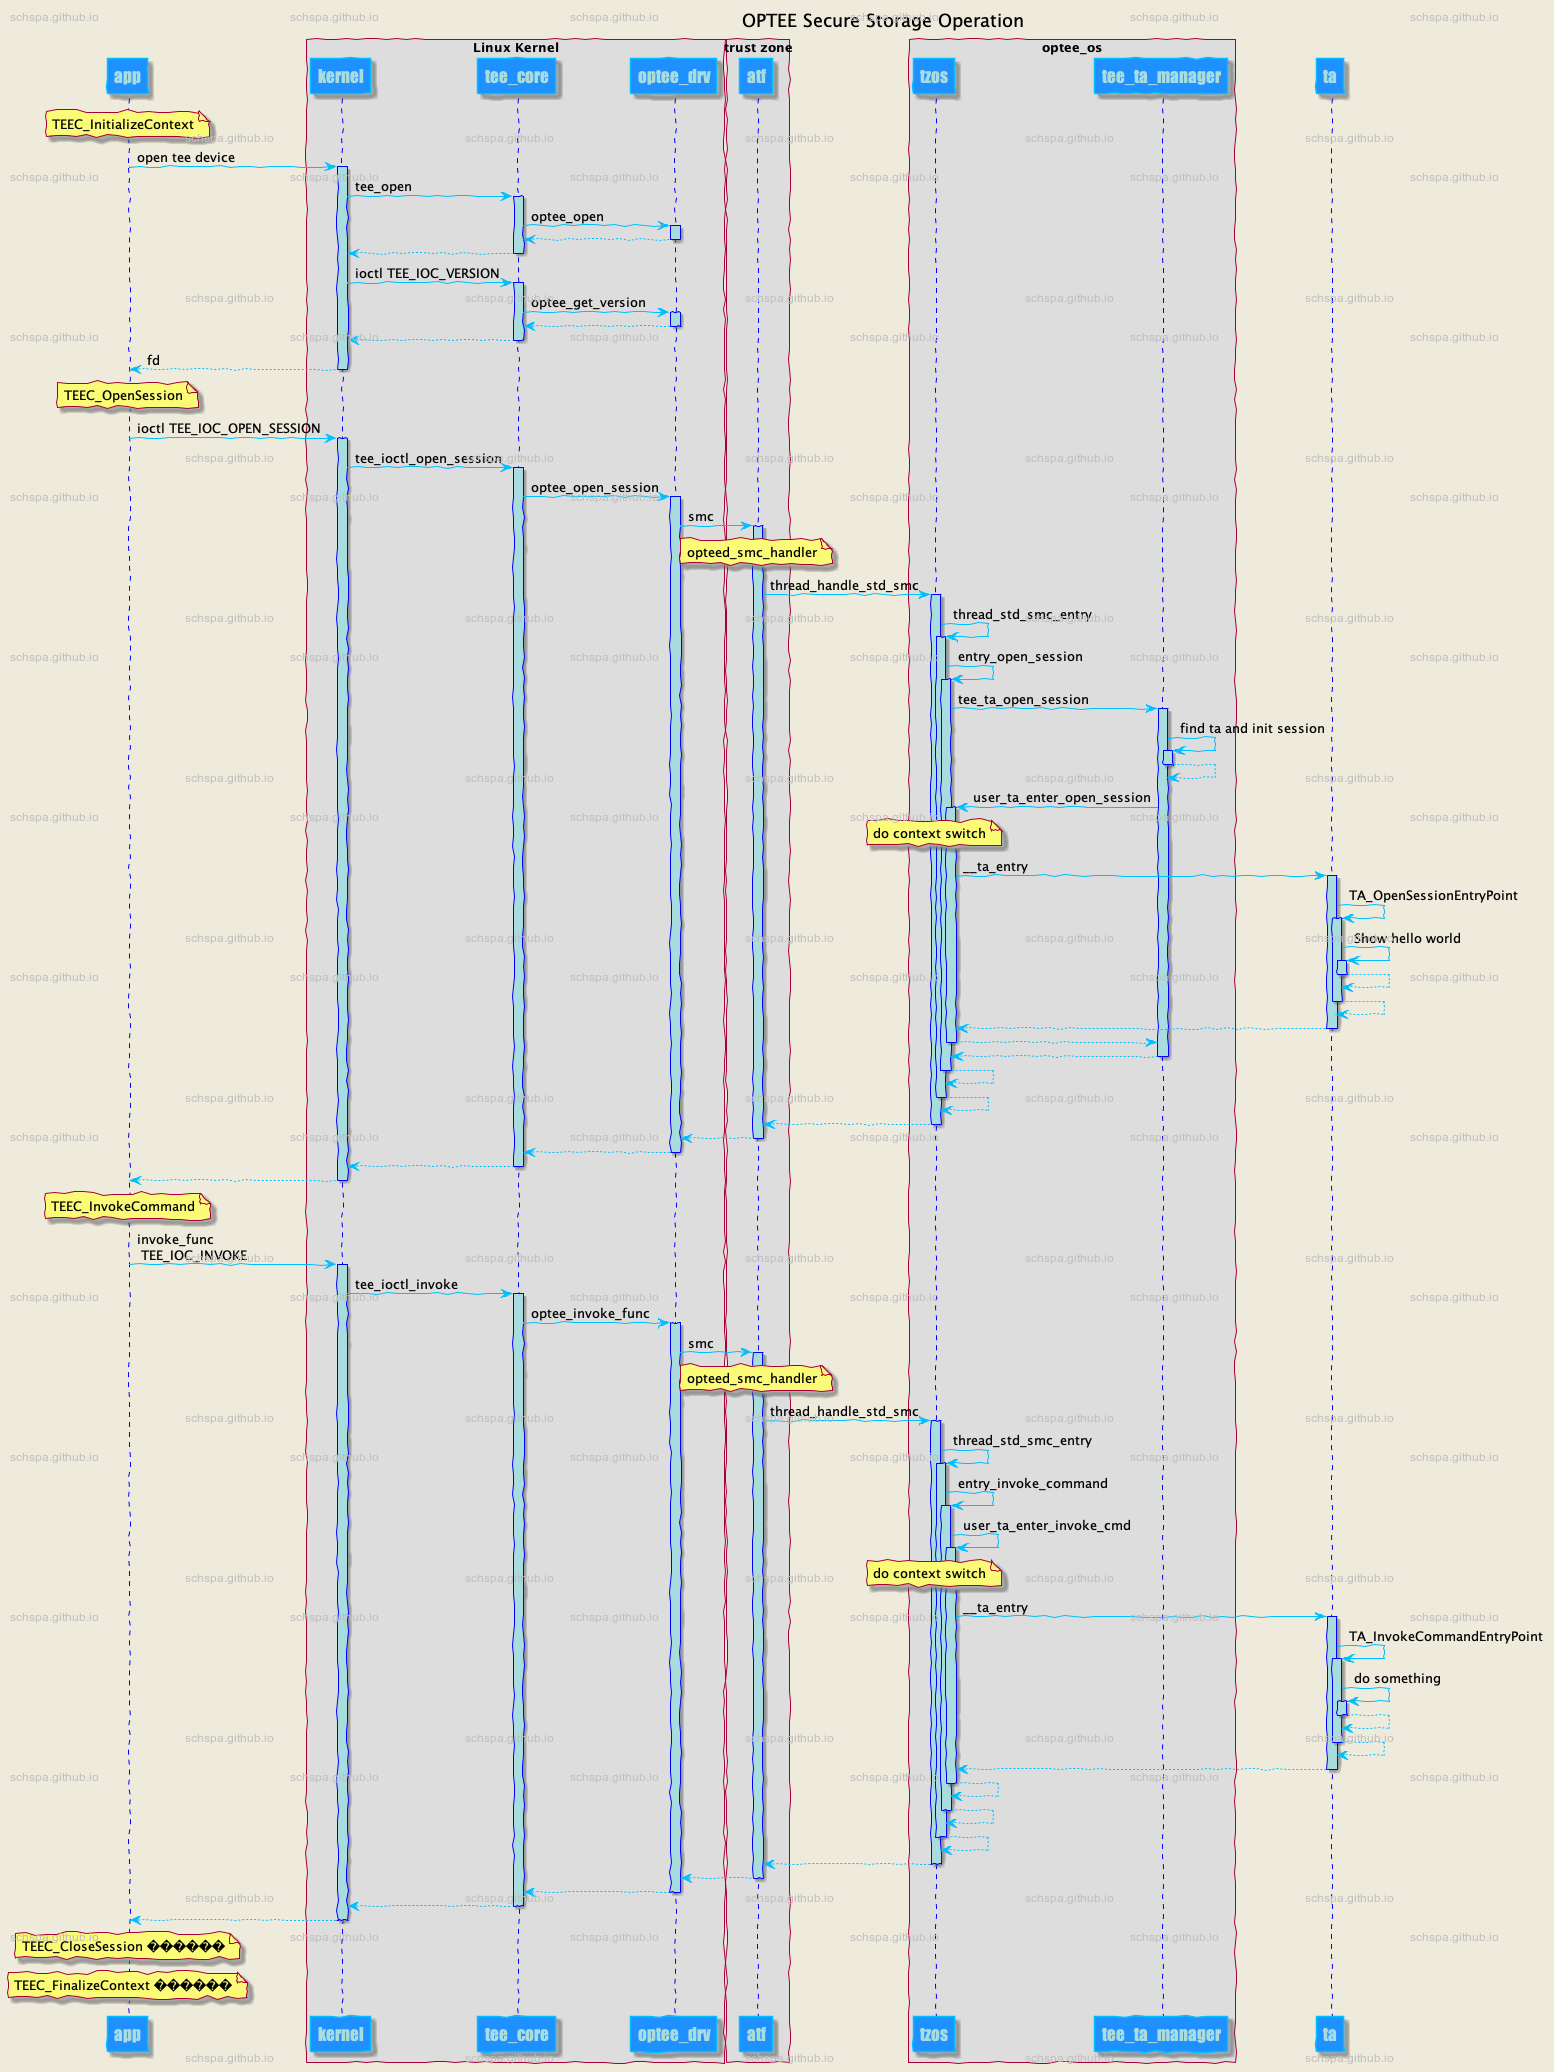 OPTEE Secure Storage Operation
Linux Kernel
trust zone
optee_os
app
kernel
tee_core
optee_drv
atf
tzos
tee_ta_manager
ta
TEEC_InitializeContext
open tee device
tee_open
optee_open
ioctl TEE_IOC_VERSION
optee_get_version
fd
TEEC_OpenSession
ioctl TEE_IOC_OPEN_SESSION
tee_ioctl_open_session
optee_open_session
smc
opteed_smc_handler
thread_handle_std_smc
thread_std_smc_entry
entry_open_session
tee_ta_open_session
find ta and init session
user_ta_enter_open_session
do context switch
__ta_entry
TA_OpenSessionEntryPoint
Show hello world
TEEC_InvokeCommand
invoke_func
TEE_IOC_INVOKE
tee_ioctl_invoke
optee_invoke_func
smc
opteed_smc_handler
thread_handle_std_smc
thread_std_smc_entry
entry_invoke_command
user_ta_enter_invoke_cmd
do context switch
__ta_entry
TA_InvokeCommandEntryPoint
do something
TEEC_CloseSession ������
TEEC_FinalizeContext ������
app
kernel
tee_core
optee_drv
atf
tzos
tee_ta_manager
ta
schspa.github.io